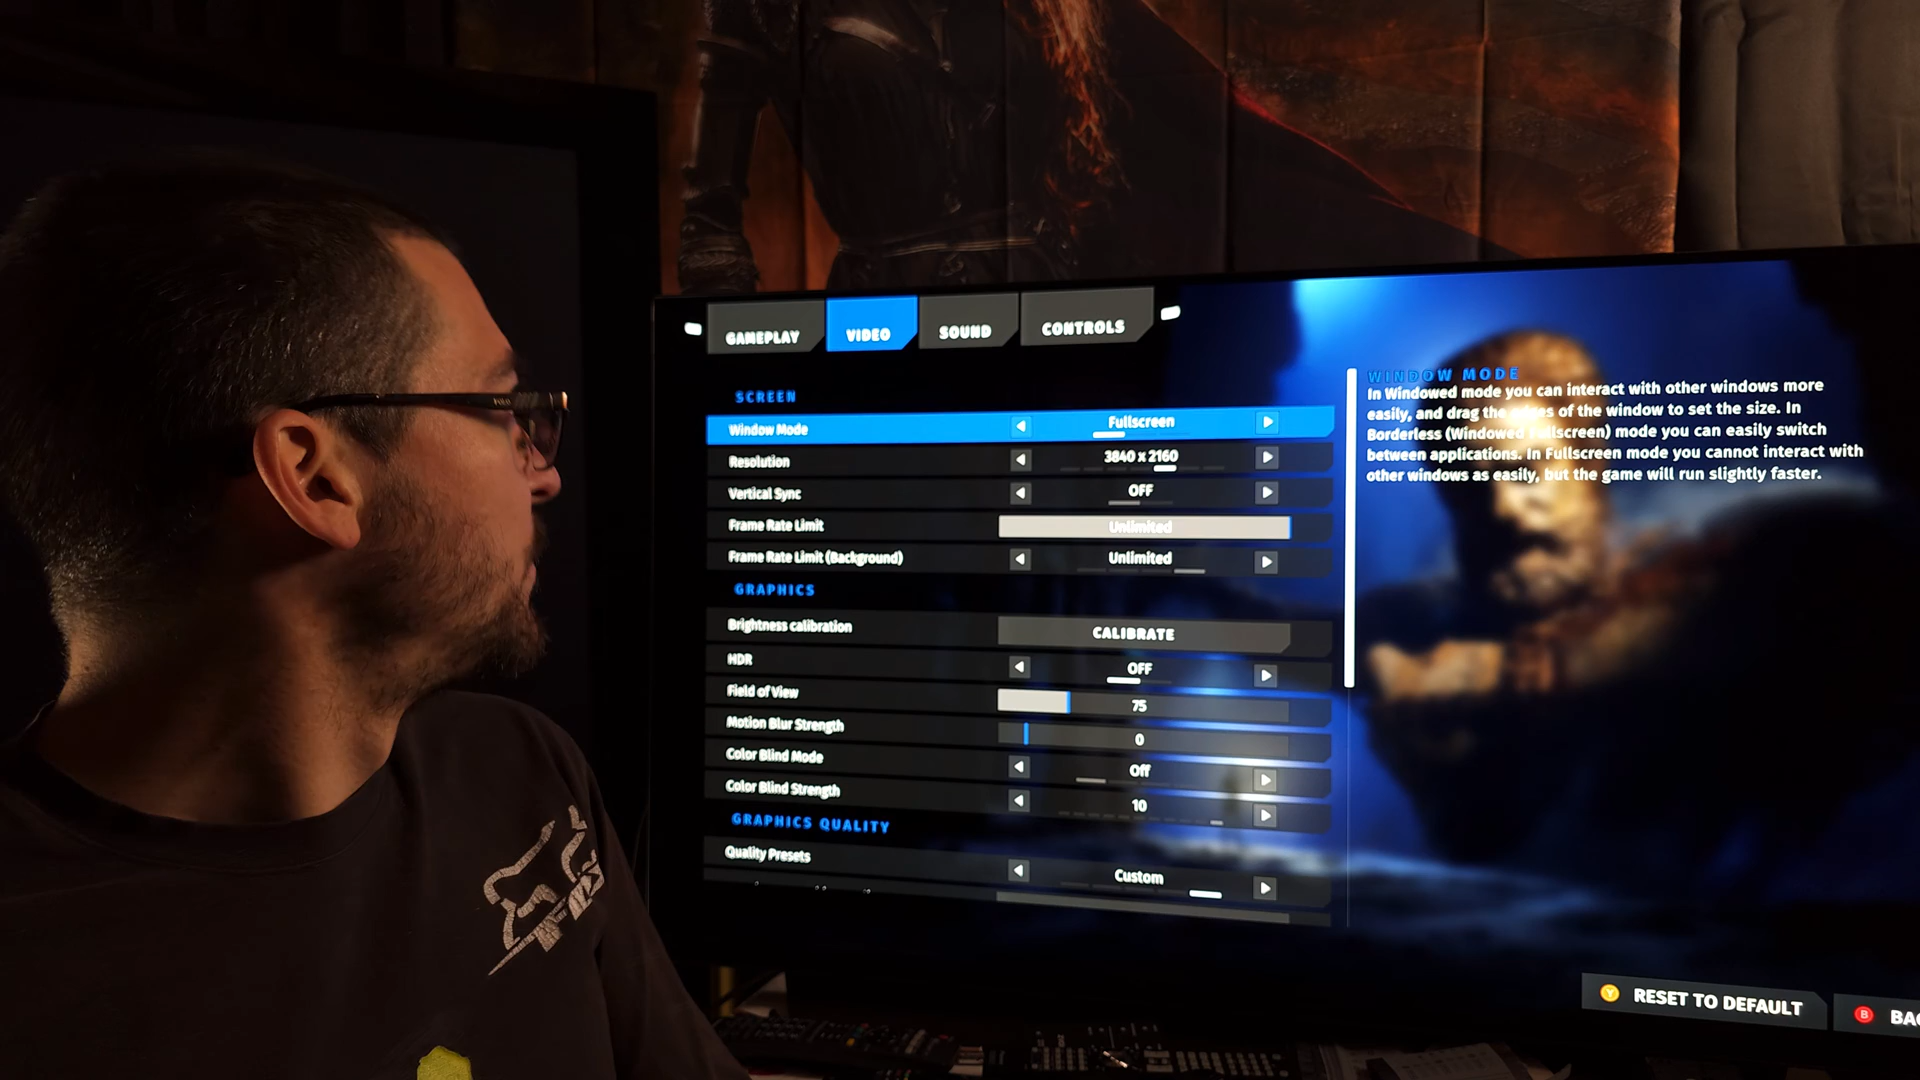 GAMEPLAY
VIDEO
SOUND
CONTROLS
SCREEN
Window Mode
Fullscreen
Resolution
3840 x 2160
Vertical Sync
OFF
Frame Rate Limit
Unlimited
Frame Rate Limit (Background)
Unlimited
GRAPHICS
Brightness calibration
CALIBRATE
HDR
OFF
Field of View
75
Motion Blur Strength
0
Color Blind Mode
Off
Color Blind Strength
10
GRAPHICS QUALITY
Quality Presets
Custom
WINDOW MODE
In Windowed mode you can interact with other windows more
easily, and drag the edges of the window to set the size. In
Borderless (Windowed Fullscreen) mode you can easily switch
between applications. In Fullscreen mode you cannot interact with
other windows as easily, but the game will run slightly faster.
Y RESET TO DEFAULT
B BAC